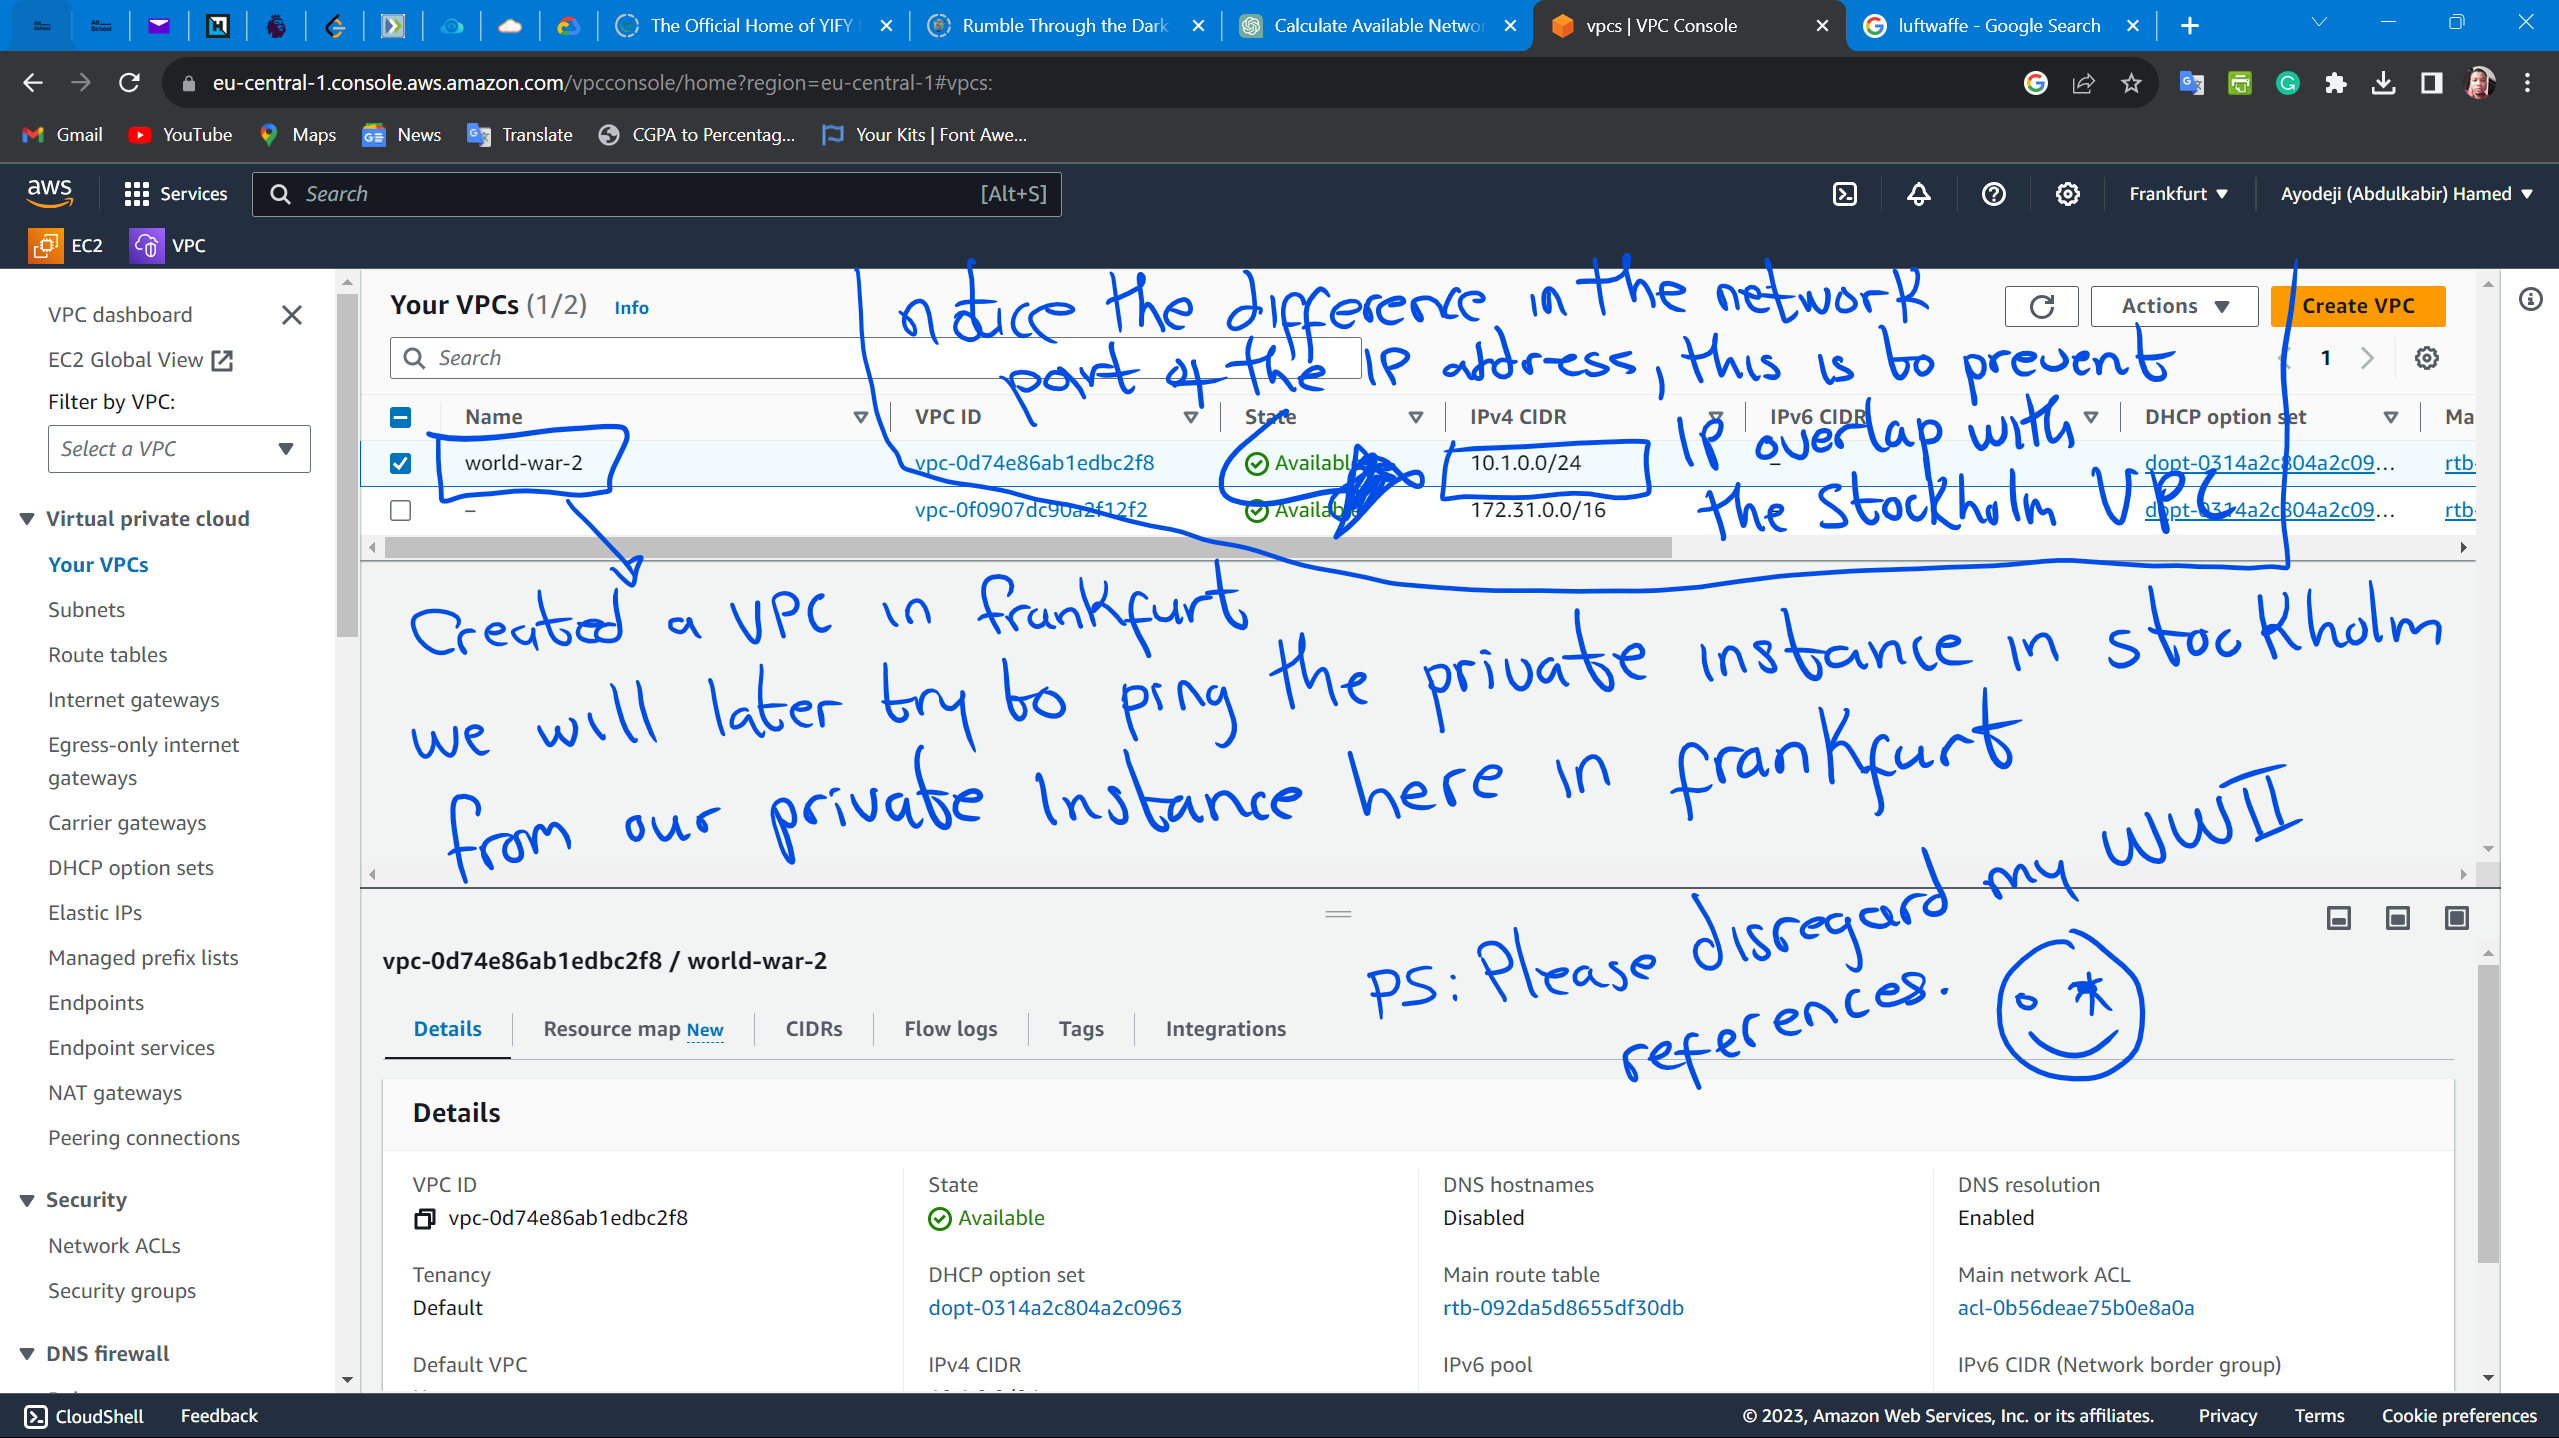 Alt School
Alt School
The Official Home of YIFY
Rumble Through the Dark
Calculate Available Netwo
vpcs | VPC Console
luftwaffe - Google Search
eu-central-1.console.aws.amazon.com/vpcconsole/home?region=eu-central-1#vpcs:
Gmail
YouTube
Maps
News
Translate
CGPA to Percentag...
Your Kits | Font Awe...
aws
Services
Search
[Alt+S]
Frankfurt
Ayodeji (Abdulkabir) Hamed
EC2
VPC
VPC dashboard
EC2 Global View
Filter by VPC:
Select a VPC
Virtual private cloud
Your VPCs
Subnets
Route tables
Internet gateways
Egress-only internet
gateways
Carrier gateways
DHCP option sets
Elastic IPs
Managed prefix lists
Endpoints
Endpoint services
NAT gateways
Peering connections
Security
Network ACLs
Security groups
DNS firewall
Your VPCs (1/2) Info
Actions
Create VPC
Search
1
notice the difference in the network
part of the IP address, this is to prevent
IP overlap with
the stockholm VPC
Name VPC ID State IPv4 CIDR IPv6 CIDR DHCP option set Ma
world-war-2 vpc-0d74e86ab1edbc2f8 Available 10.1.0.0/24 – dopt-0314a2c804a2c09... rtb-
– vpc-0f0907dc90a2f12f2 Available 172.31.0.0/16 dopt-0314a2c804a2c09... rtb-
Created a VPC in frankfurt
we will later try to ping the private instance in stockholm
from our private Instance here in frankfurt
PS: Please disregard my WWII
references.
vpc-0d74e86ab1edbc2f8 / world-war-2
Details
Resource map New
CIDRs
Flow logs
Tags
Integrations
Details
VPC ID
vpc-0d74e86ab1edbc2f8
State
Available
DNS hostnames
Disabled
DNS resolution
Enabled
Tenancy
Default
DHCP option set
dopt-0314a2c804a2c0963
Main route table
rtb-092da5d8655df30db
Main network ACL
acl-0b56deae75b0e8a0a
Default VPC
IPv4 CIDR
IPv6 pool
IPv6 CIDR (Network border group)
CloudShell
Feedback
© 2023, Amazon Web Services, Inc. or its affiliates.
Privacy
Terms
Cookie preferences